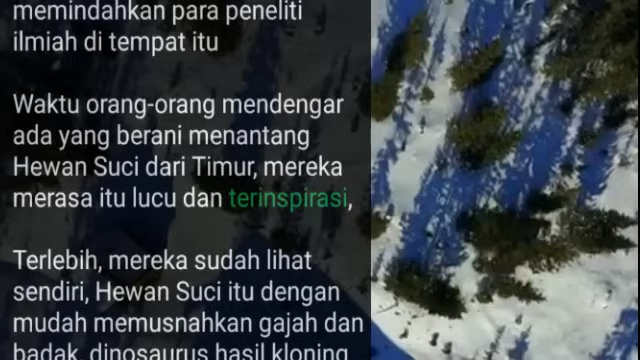 memindahkan para peneliti
ilmiah di tempat itu
Waktu orang-orang mendengar
ada yang berani menantang
Hewan Suci dari Timur, mereka
merasa itu lucu dan terinspirasi,
Terlebih, mereka sudah lihat
sendiri, Hewan Suci itu dengan
mudah memusnahkan gajah dan
badak, dinosaurus hasil kloning